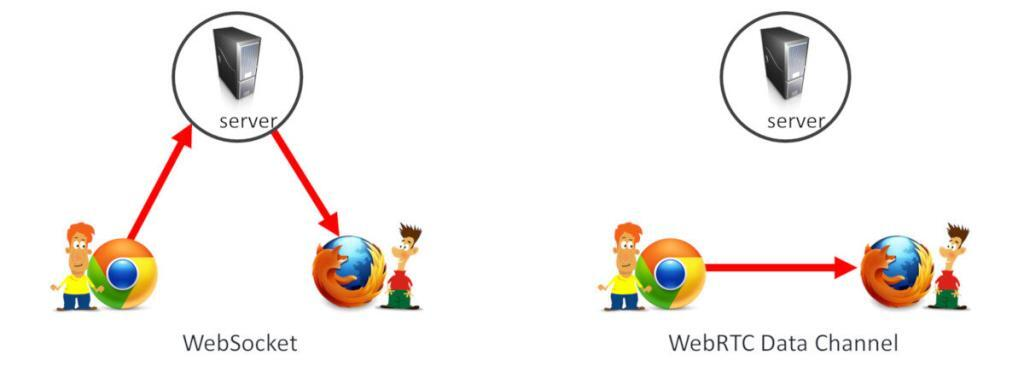 server
server
WebSocket
WebRTC Data Channel